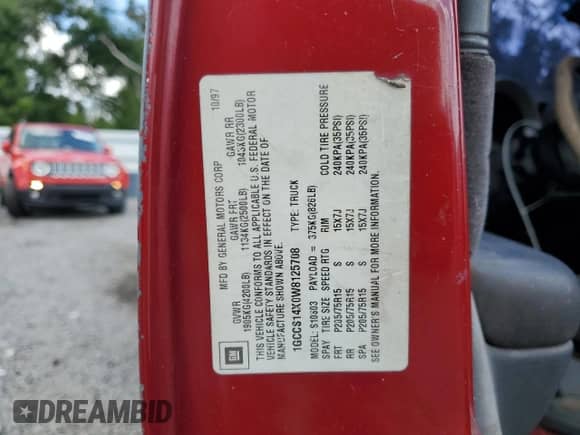 MFD BY GENERAL MOTORS CORP 10/97
GVWR GAWR FRT GAWR RR
1905KG(4200LB) 1134KG(2500LB) 1043KG(2300LB)
THIS VEHICLE CONFORMS TO ALL APPLICABLE U.S. FEDERAL MOTOR
VEHICLE SAFETY STANDARDS IN EFFECT ON THE DATE OF
MANUFACTURE SHOWN ABOVE.
1GCCS14X0W8125708 TYPE: TRUCK
MODEL: S10603 PAYLOAD = 375KG(826LB)
SPAY TIRE SIZE SPEED RTG RIM COLD TIRE PRESSURE
FRT P205/75R15 S 15X7J 240KPA(35PSI)
RR P205/75R15 S 15X7J 240KPA(35PSI)
SPA P205/75R15 S 15X7J 240KPA(35PSI)
SEE OWNER'S MANUAL FOR MORE INFORMATION.
GM
DREAMBID